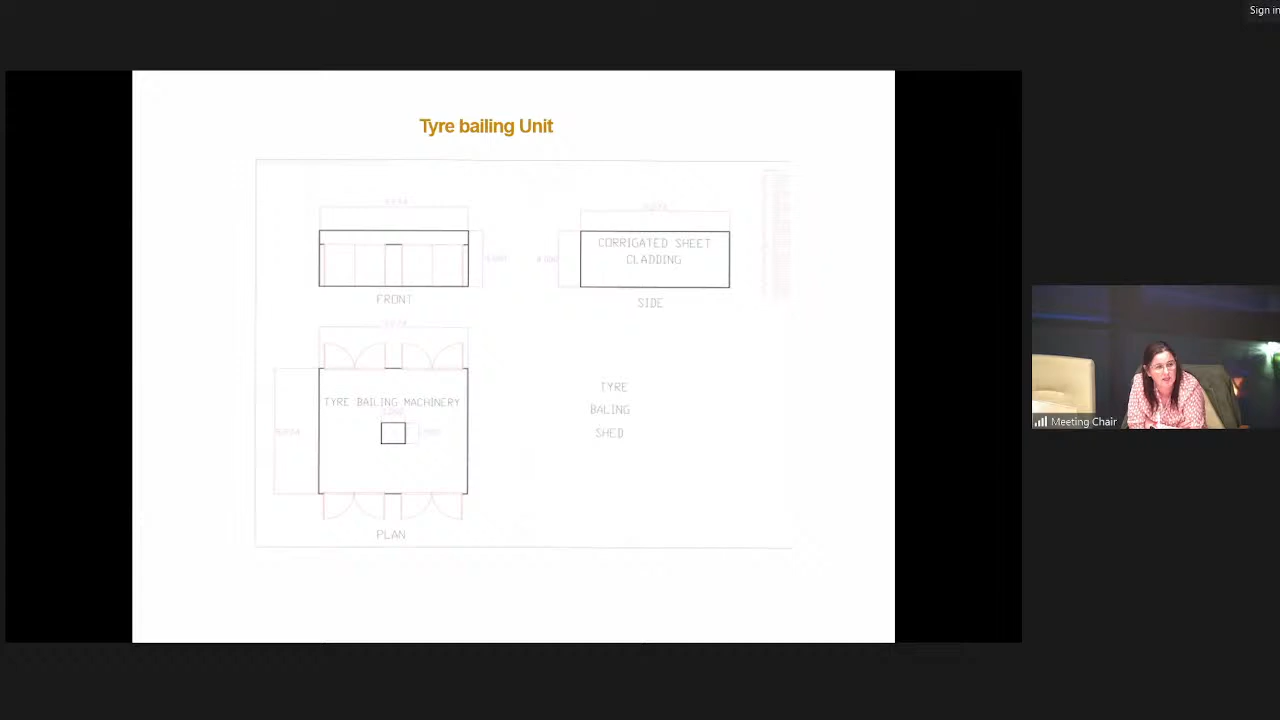 Sign in
Tyre bailing Unit
CORRIGATED SHEET
CLADDING
FRONT
SIDE
TYRE BAILING MACHINERY
TYRE
BALING
SHED
PLAN
Meeting Chair